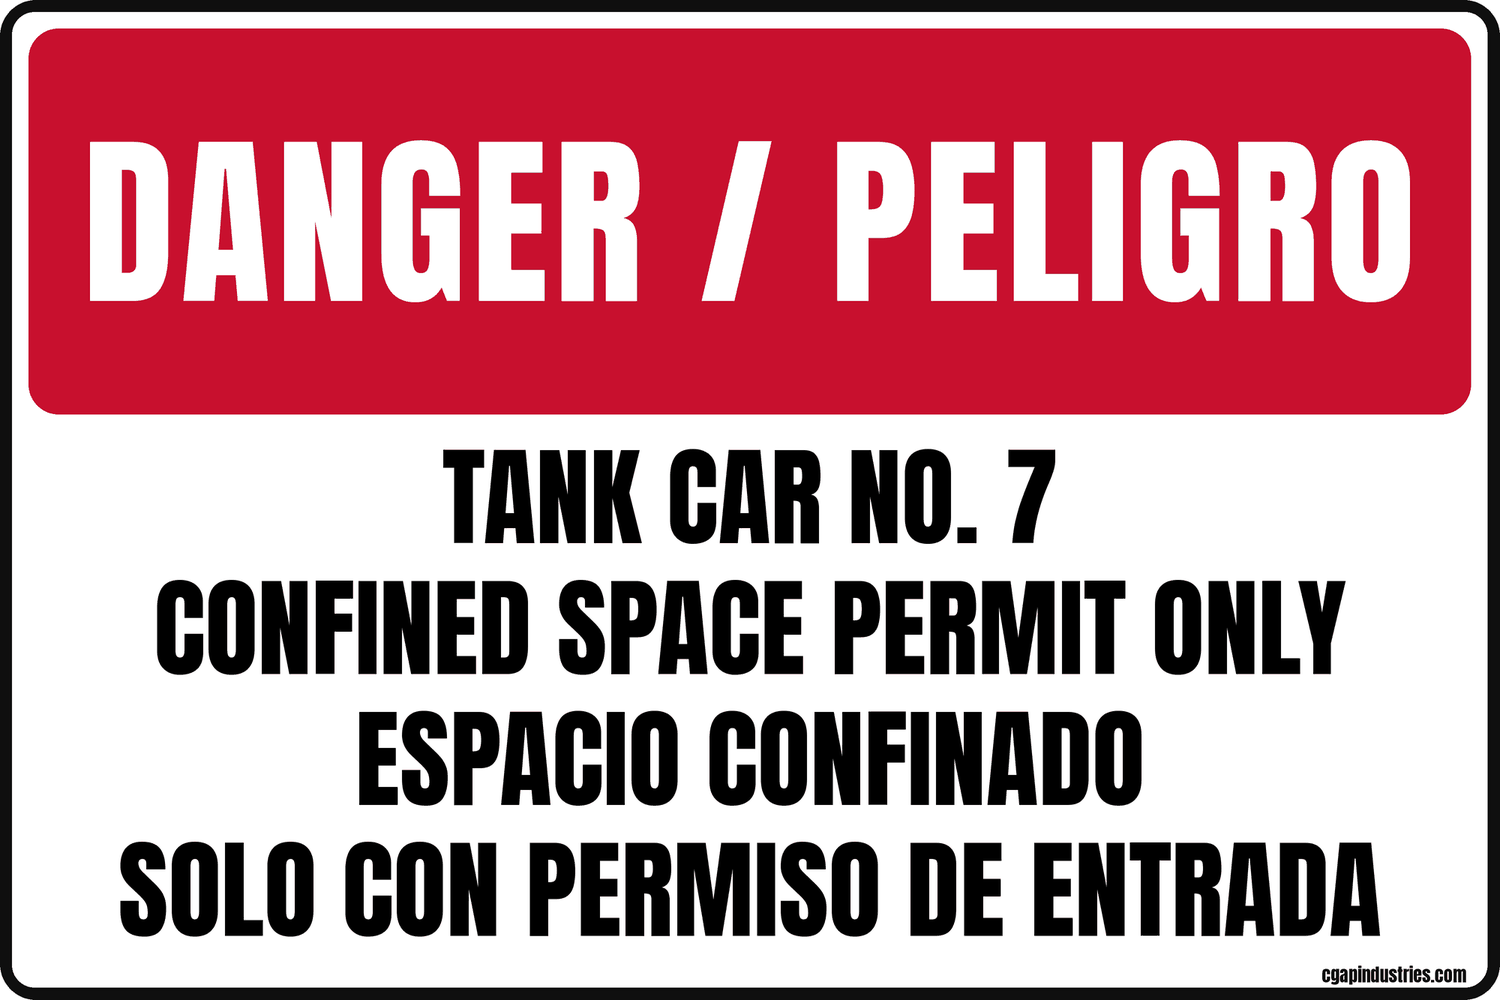 DANGER / PELIGRO
TANK CAR NO. 7
CONFINED SPACE PERMIT ONLY
ESPACIO CONFINADO
SOLO CON PERMISO DE ENTRADA
cgapindustries.com